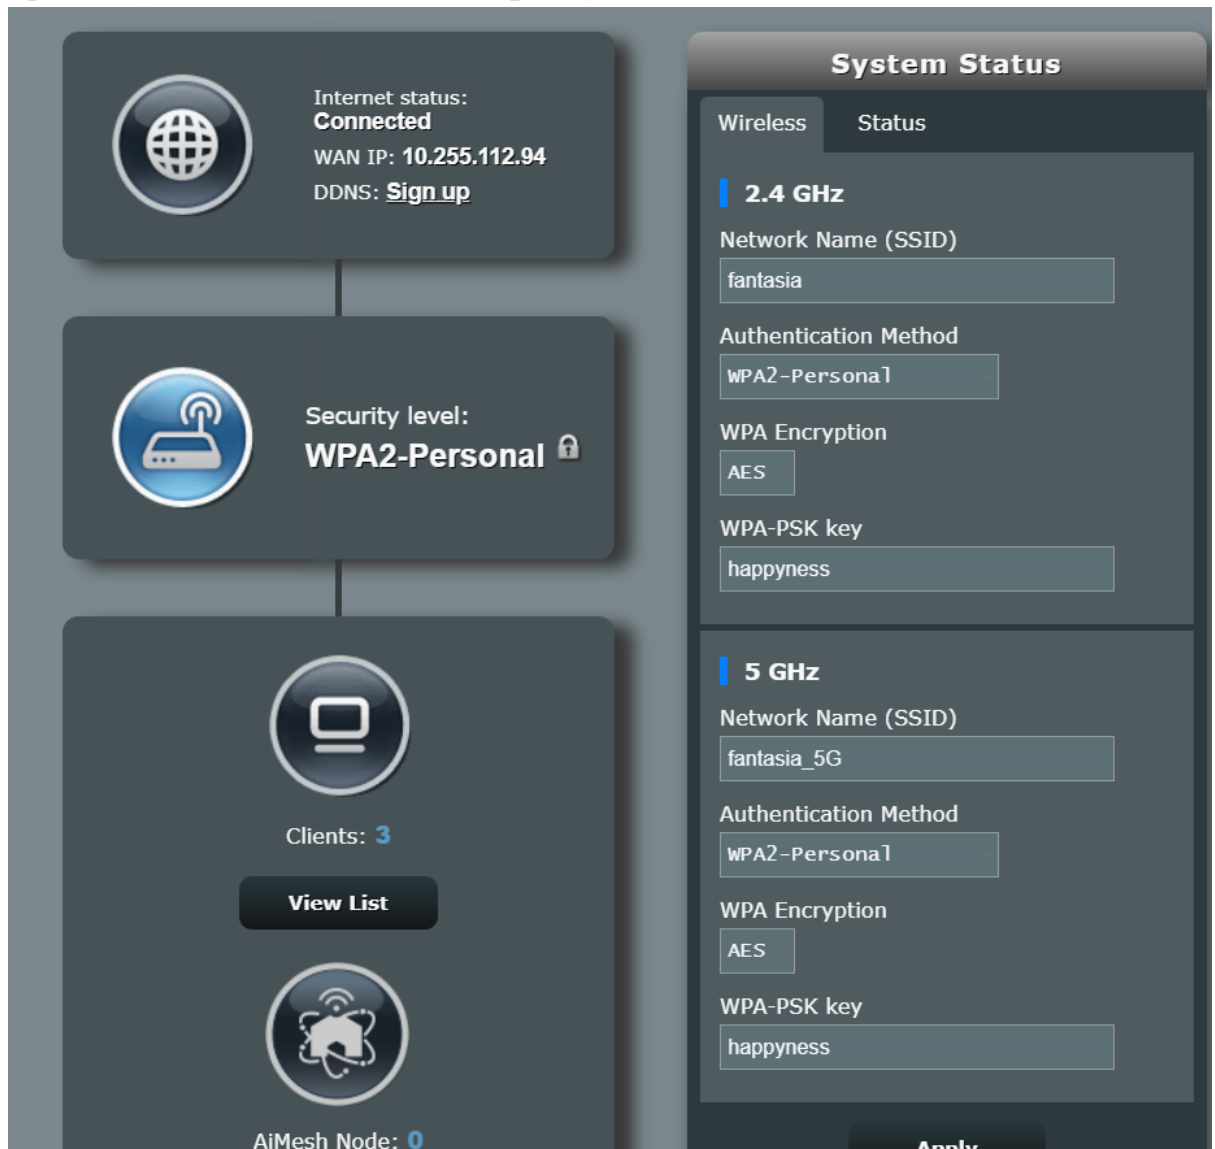 Internet status:
Connected
WAN IP: 10.255.112.94
DDNS: Sign up
Security level:
WPA2-Personal
Clients: 3
View List
AiMesh Node: 0
System Status
Wireless Status
2.4 GHz
Network Name (SSID)
fantasia
Authentication Method
WPA2-Personal
WPA Encryption
AES
WPA-PSK key
happyness
5 GHz
Network Name (SSID)
fantasia_5G
Authentication Method
WPA2-Personal
WPA Encryption
AES
WPA-PSK key
happyness
Apply